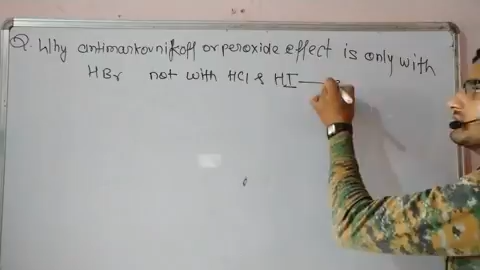 Q. Why antimarkovnikoff or peroxide effect is only with
HBr not with HCl & HI —